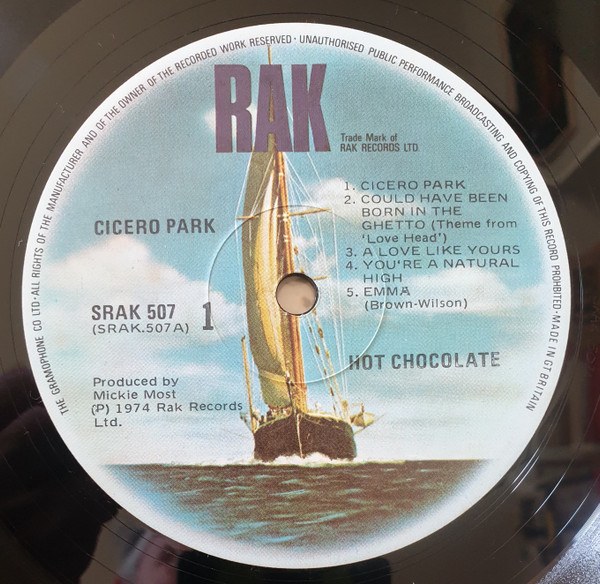 THE GRAMOPHONE CO LTD·ALL RIGHTS OF THE MANUFACTURER AND OF THE OWNER OF THE RECORDED WORK RESERVED·UNAUTHORISED PUBLIC PERFORMANCE BROADCASTING AND COPYING OF THIS RECORD PROHIBITED·MADE IN GT BRITAIN
RAK
Trade Mark of
RAK RECORDS LTD.
CICERO PARK
1. CICERO PARK
2. COULD HAVE BEEN
BORN IN THE
GHETTO (Theme from
'Love Head')
3. A LOVE LIKE YOURS
4. YOU'RE A NATURAL
HIGH
5. EMMA
(Brown-Wilson)
SRAK 507
(SRAK.507A)
1
HOT CHOCOLATE
Produced by
Mickie Most
(P) 1974 Rak Records
Ltd.